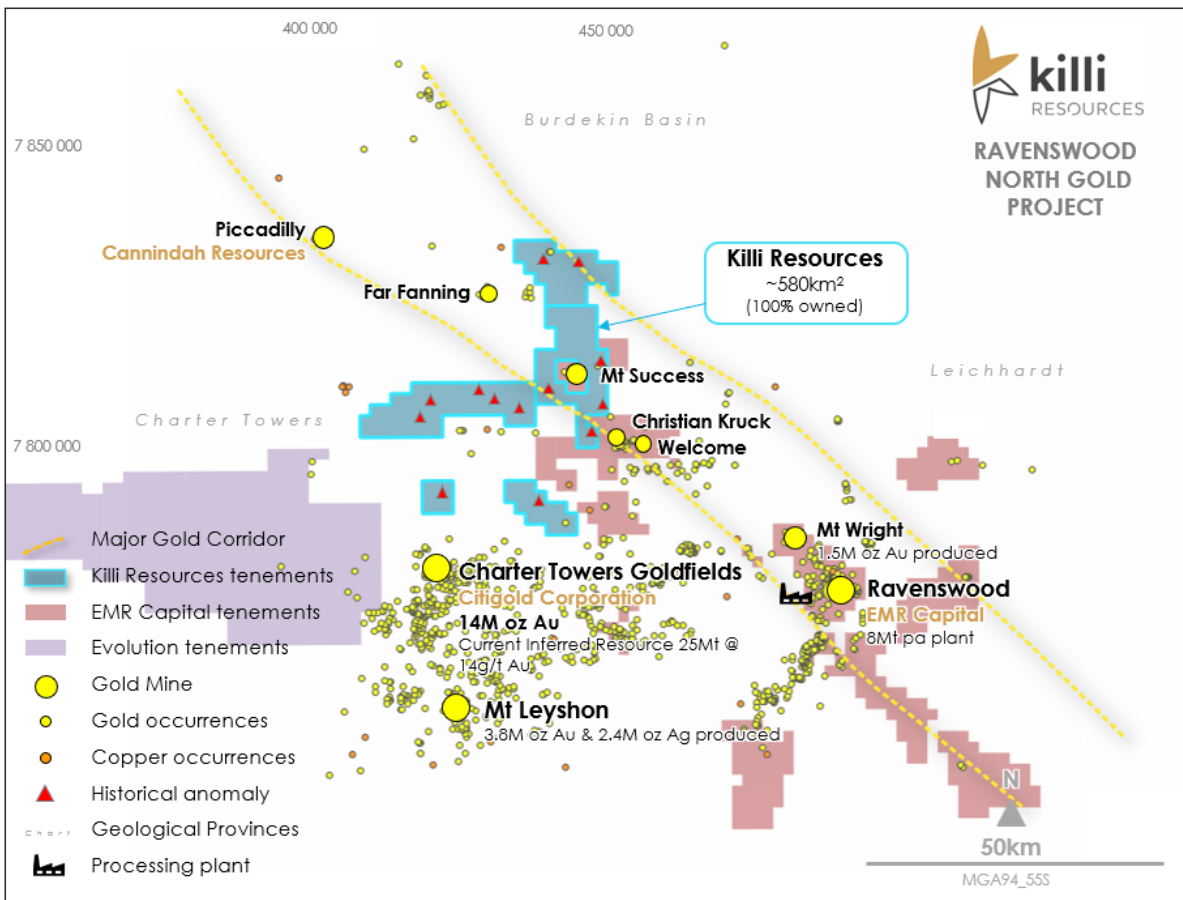 400 000
450 000
killi
RESOURCES
RAVENSWOOD
NORTH GOLD
PROJECT
Burdekin Basin
7 850 000
Piccadilly
Cannindah Resources
Killi Resources
~580km²
(100% owned)
Far Fanning
Mt Success
Leichhardt
Charter Towers
Christian Kruck
Welcome
7 800 000
Mt Wright
1.5M oz Au produced
Charter Towers Goldfields
Citigold Corporation
14M oz Au
Current Inferred Resource 25Mt @
14g/t Au
Ravenswood
EMR Capital
8Mt pa plant
Mt Leyshon
3.8M oz Au & 2.4M oz Ag produced
Major Gold Corridor
Killi Resources tenements
EMR Capital tenements
Evolution tenements
Gold Mine
Gold occurrences
Copper occurrences
Historical anomaly
Chart Geological Provinces
Processing plant
N
50km
MGA94_55S